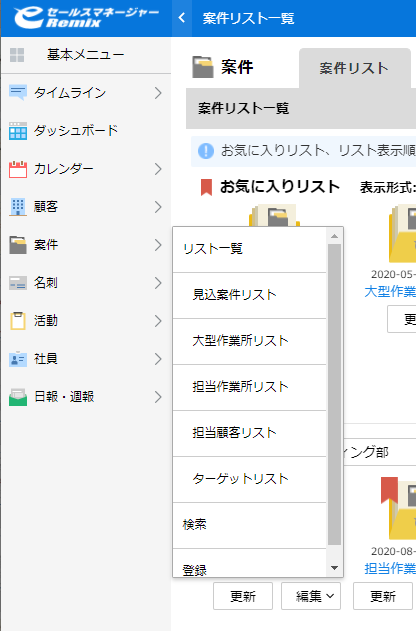 eセールスマネージャー
Remix
案件リスト一覧
基本メニュー
タイムライン
ダッシュボード
カレンダー
顧客
案件
名刺
活動
社員
日報・週報
案件
案件リスト
案件リスト一覧
お気に入りリスト、リスト表示順
お気に入りリスト
表示形式:
リスト一覧
見込案件リスト
大型作業所リスト
担当作業所リスト
担当顧客リスト
ターゲットリスト
検索
登録
2020-05-
大型作業
更
ィング部
2020-08-
担当作業
更新
編集
更新